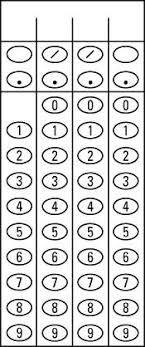 / /
. . . .
0 0 0
1 1 1 1
2 2 2 2
3 3 3 3
4 4 4 4
5 5 5 5
6 6 6 6
7 7 7 7
8 8 8 8
9 9 9 9